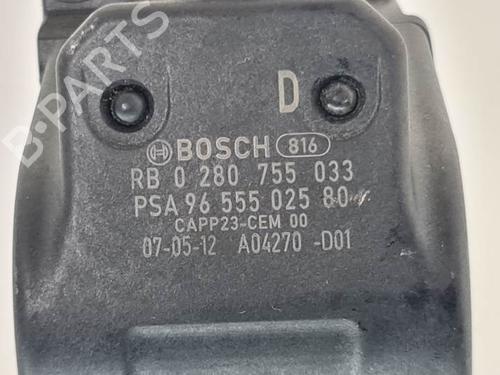 B-PARTS
D
BOSCH 816
RB 0 280 755 033
PSA 96 555 025 80
CAPP23-CEM 00
07-05-12 A04270 -D01